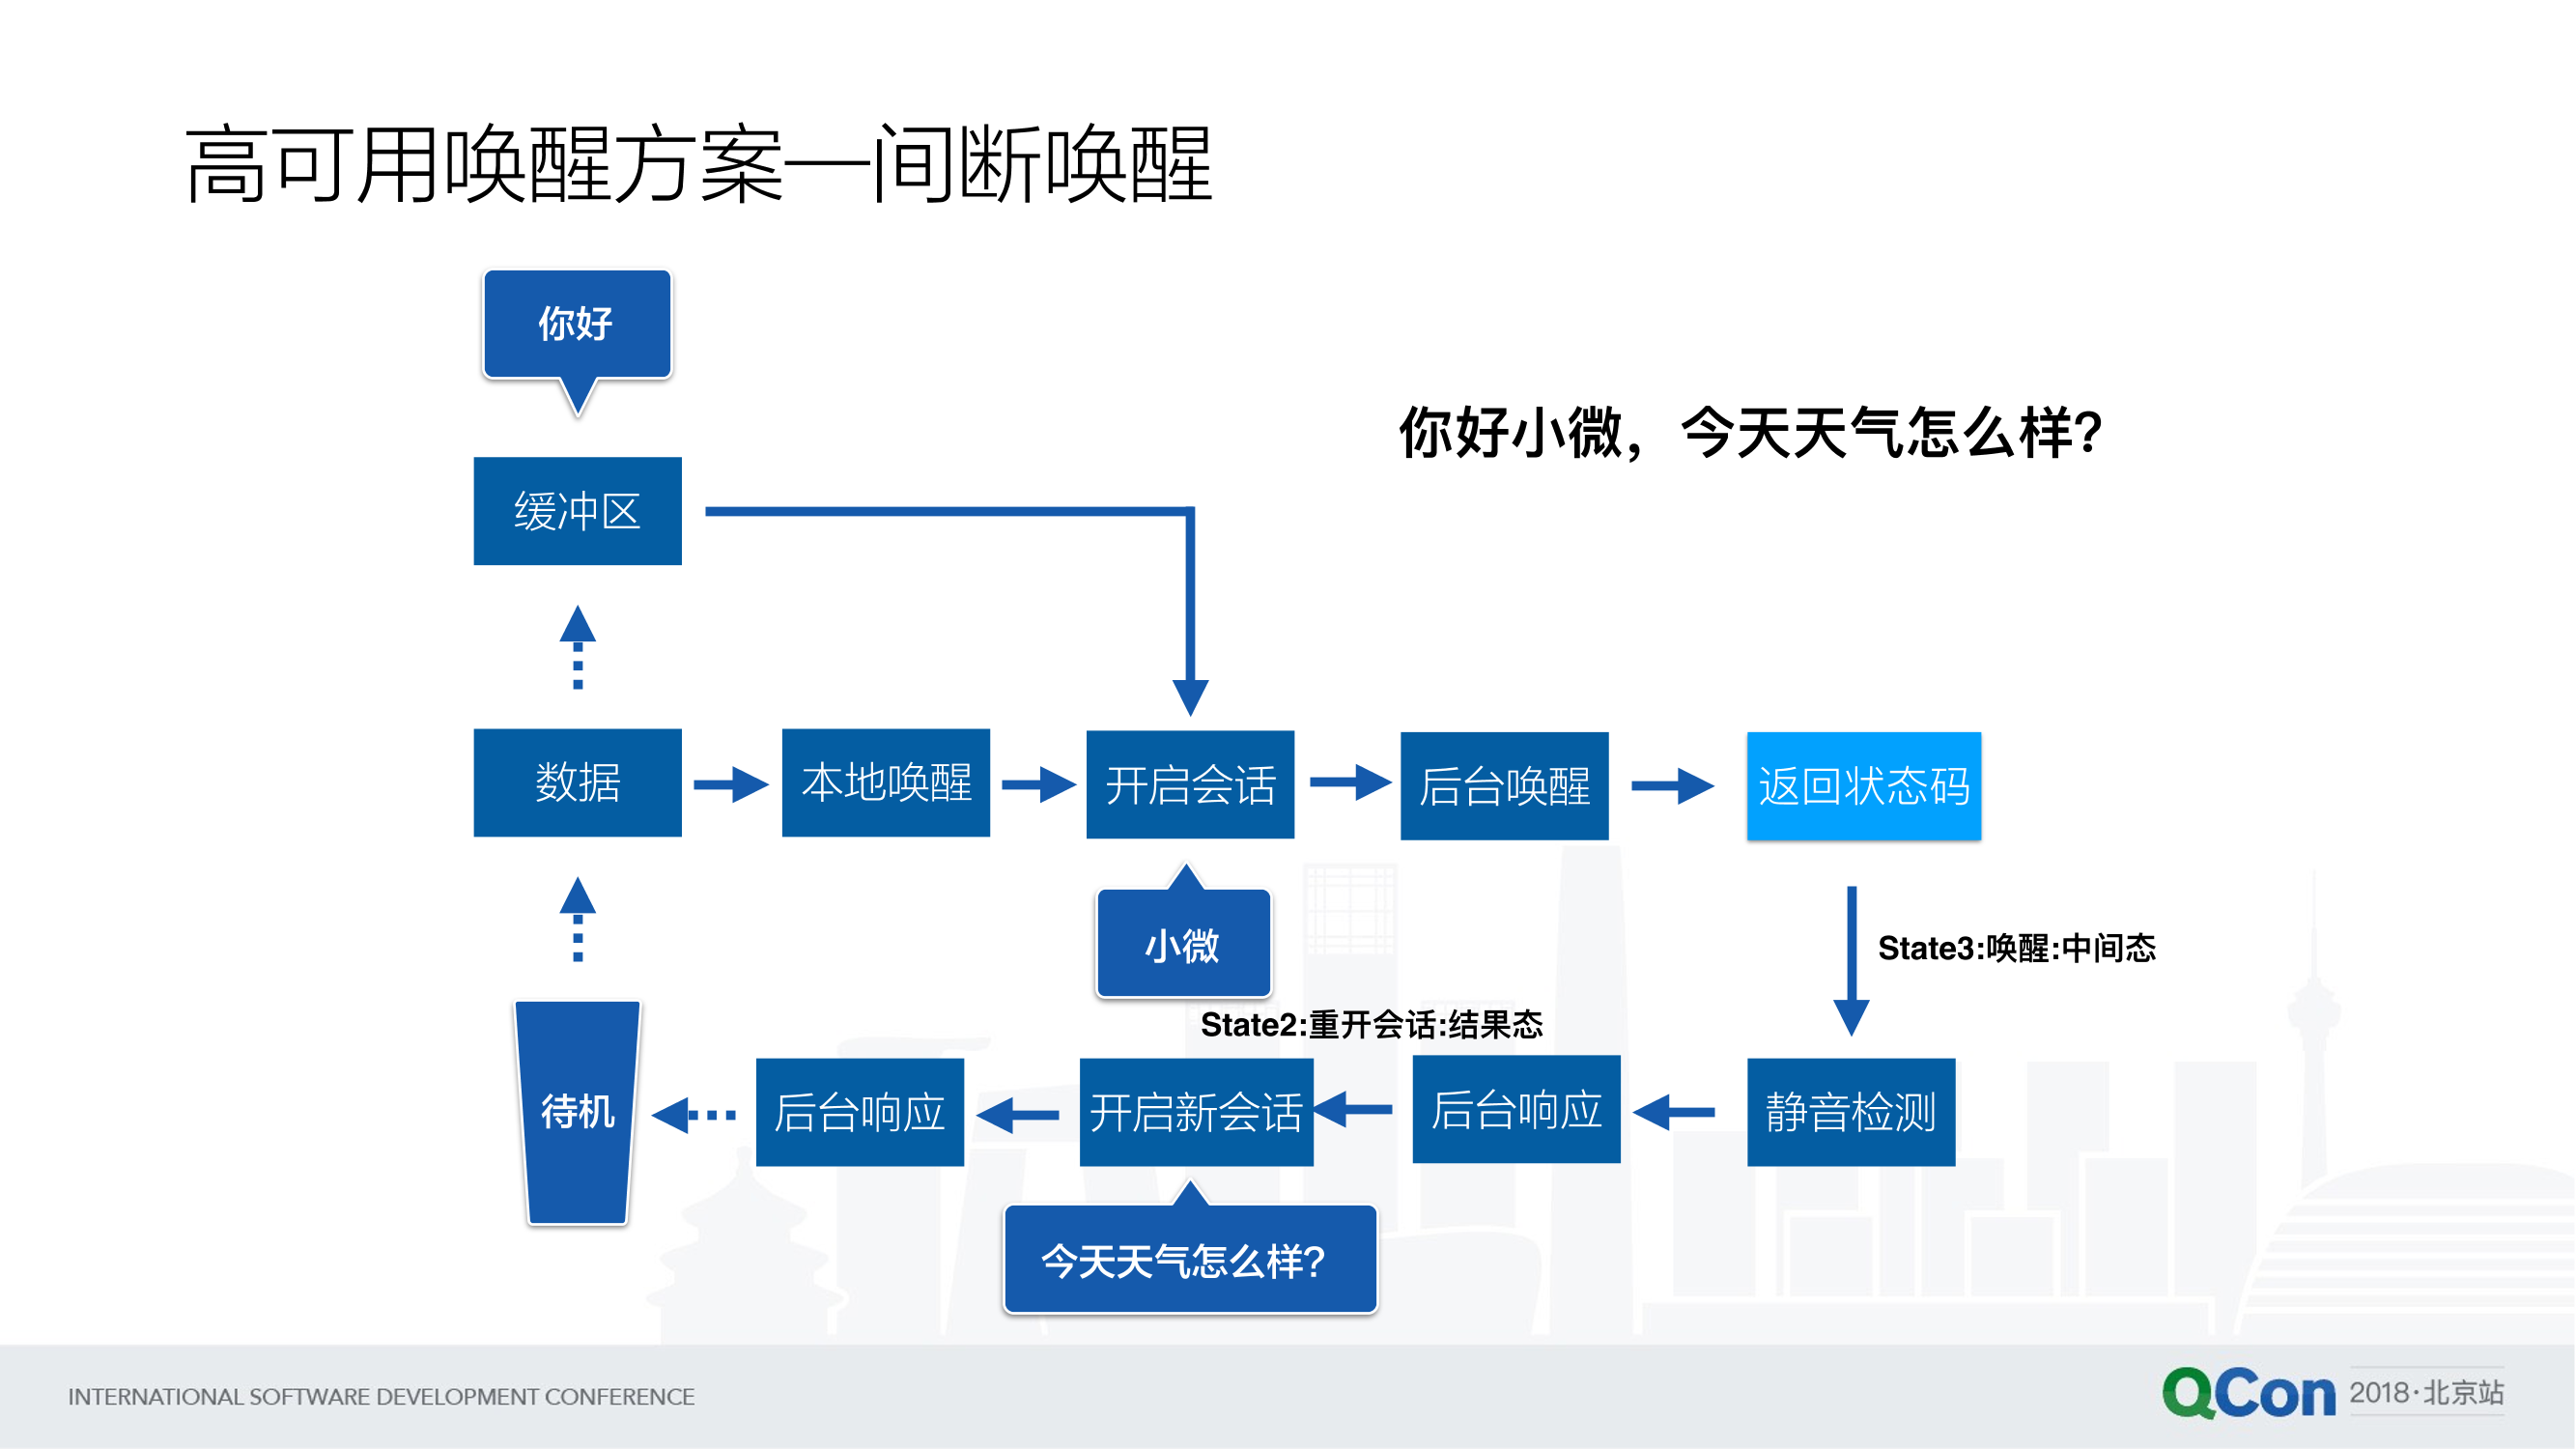 高可用唤醒方案—间断唤醒
你好
你好小微，今天天气怎么样?
缓冲区
数据
本地唤醒
开启会话
后台唤醒
返回状态码
小微
State3:唤醒:中间态
State2:重开会话:结果态
待机
后台响应
开启新会话
后台响应
静音检测
今天天气怎么样?
INTERNATIONAL SOFTWARE DEVELOPMENT CONFERENCE
QCon 2018·北京站